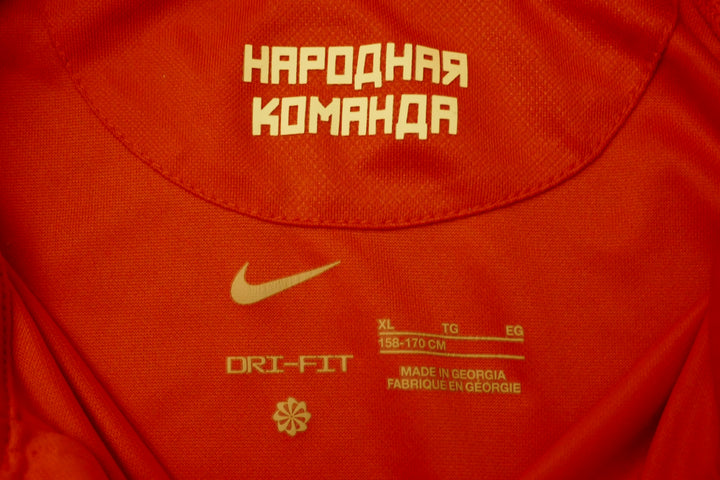 НАРОДНАЯ
КОМАНДА
DRI-FIT
XL TG EG
158-170 CM
MADE IN GEORGIA
FABRIQUÉ EN GÉORGIE